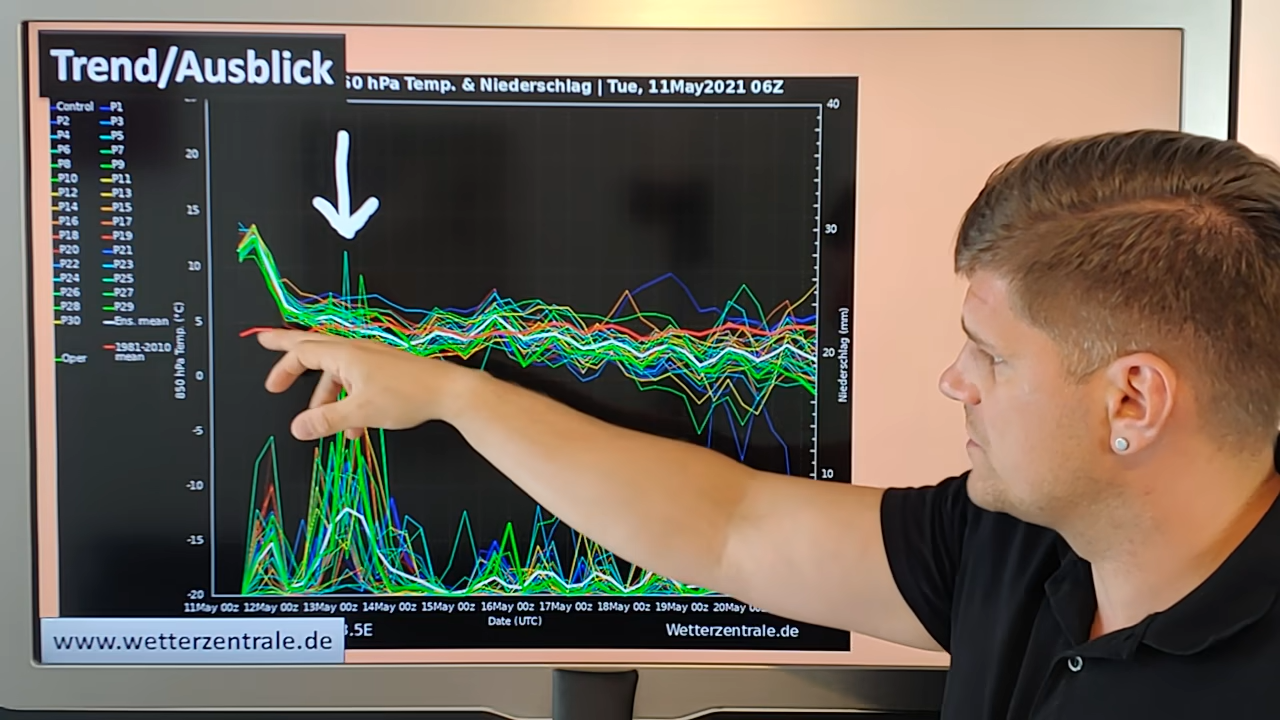 Trend/Ausblick
50 hPa Temp. & Niederschlag | Tue, 11May2021 06Z
Control P1
P2 P3
P4 P5
P6 P7
P8 P9
P10 P11
P12 P13
P14 P15
P16 P17
P18 P19
P20 P21
P22 P23
P24 P25
P26 P27
P28 P29
P30 Ens. mean
1981-2010
mean
Oper
850 hPa Temp. (°C)
20
15
10
5
0
-5
-10
-15
-20
40
30
20
10
Niederschlag (mm)
11May 00z 12May 00z 13May 00z 14May 00z 15May 00z 16May 00z 17May 00z 18May 00z 19May 00z 20May
Date (UTC)
.5E
Wetterzentrale.de
www.wetterzentrale.de